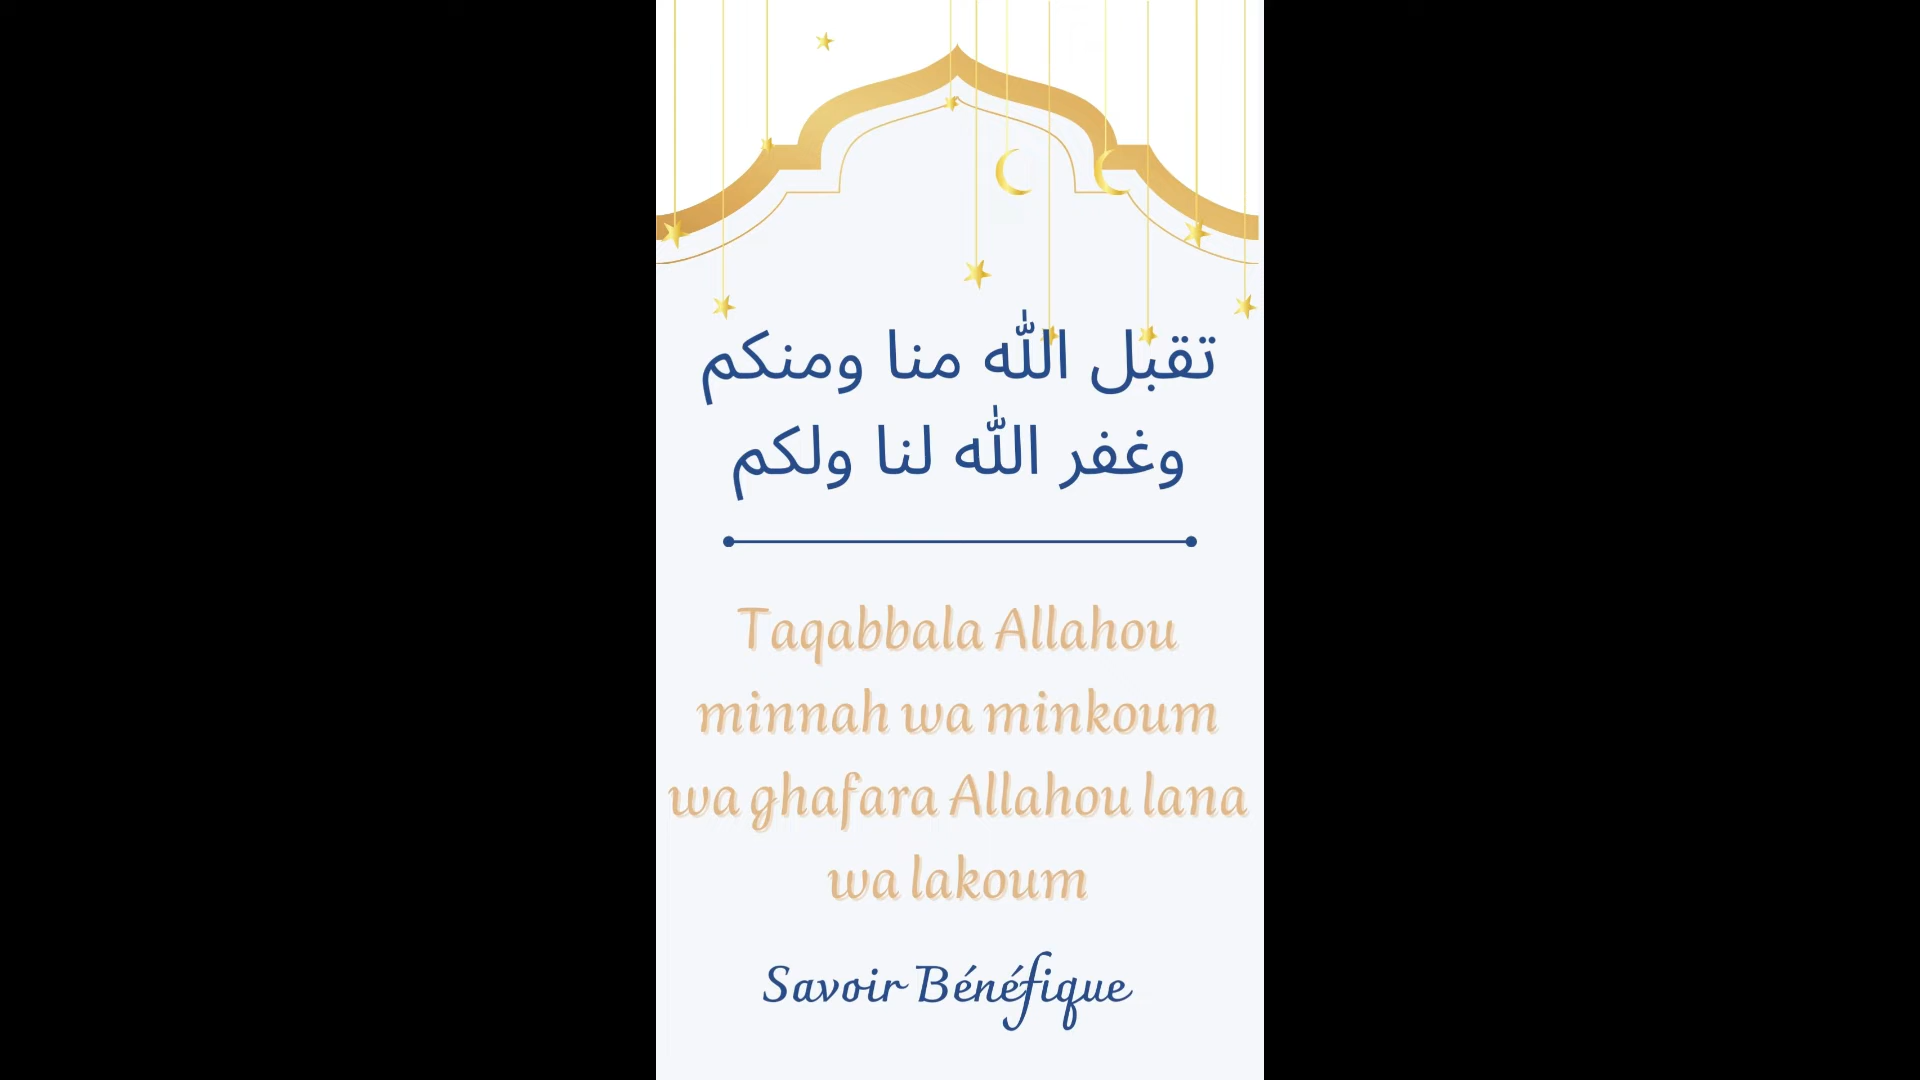 تقبل الله منا ومنكم
وغفر الله لنا ولكم
Taqabbala Allahou
minnah wa minkoum
wa ghafara Allahou lana
wa lakoum
Savoir Bénéfique